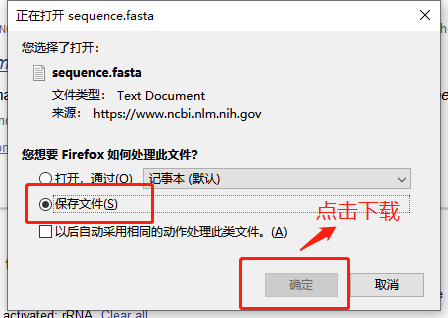 正在打开 sequence.fasta
您选择了打开:
sequence.fasta
文件类型: Text Document
来源: https://www.ncbi.nlm.nih.gov
您想要 Firefox 如何处理此文件?
打开,通过(O) 记事本 (默认)
保存文件(S)
点击下载
以后自动采用相同的动作处理此类文件。(A)
确定 取消
activated: rRNA. Clear all